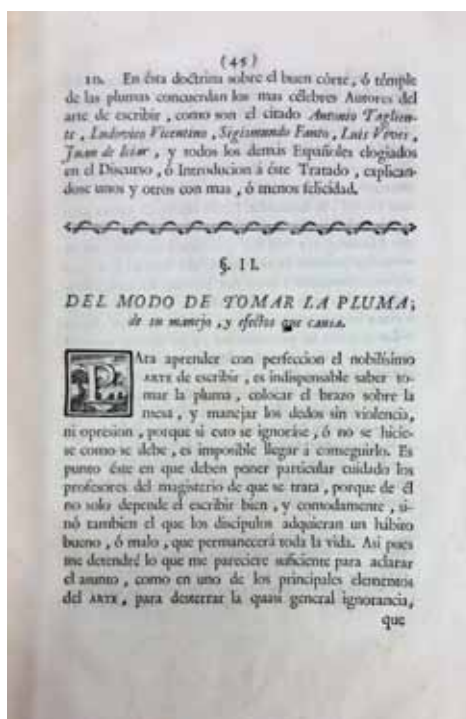 (45)
10. En ésta doctrina sobre el buen córte, ó témple
de las plumas concuerdan los mas célebres Autores del
arte de escribir, como son el citado Antonio Taglien-
te, Ludovico Vicentino, Sigismundo Fanto, Luis Vives,
Juan de Iciar, y todos los demás Españoles elogiados
en el Discurso, ó Introducion á éste Tratado, explican-
dose unos y otros con mas, ó menos felicidad.
§. II.
DEL MODO DE TOMAR LA PLUMA;
de su manejo, y efectos que causa.
PAra aprender con perfeccion el nobilísimo
ARTE de escribir, es indispensable saber to-
mar la pluma, colocar el brazo sobre la
mesa, y manejar los dedos sin violencia,
ni opresion, porque si esto se ignoráse, ó no se hicie-
se como se debe, es imposible llegar á conseguirlo. Es
punto éste en que deben poner particular cuidado los
profesores del magisterio de que se trata, porque de él
no solo depende el escribir bien, y comodamente, si-
nó tambien el que los discipulos adquieran un hábito
bueno, ó malo, que permanecerá toda la vida. Asi pues
me detendré lo que me pareciere suficiente para aclarar
el asunto, como en uno de los principales elementos
del ARTE, para desterrar la quasi general ignorancia,
que